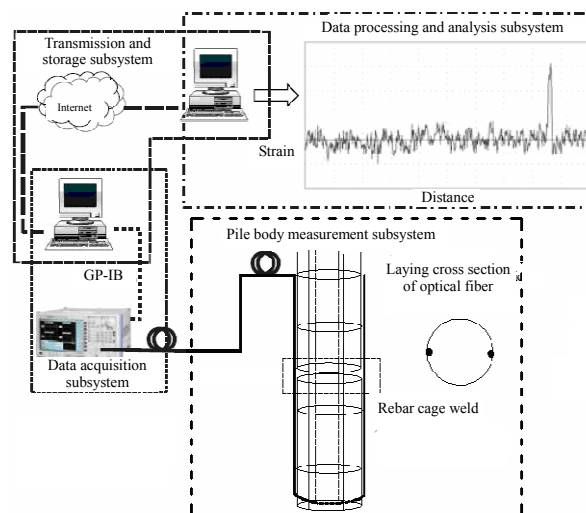 Transmission and
storage subsystem
Internet
Data processing and analysis subsystem
Strain
Distance
GP-IB
Data acquisition
subsystem
Pile body measurement subsystem
Laying cross section
of optical fiber
Rebar cage weld